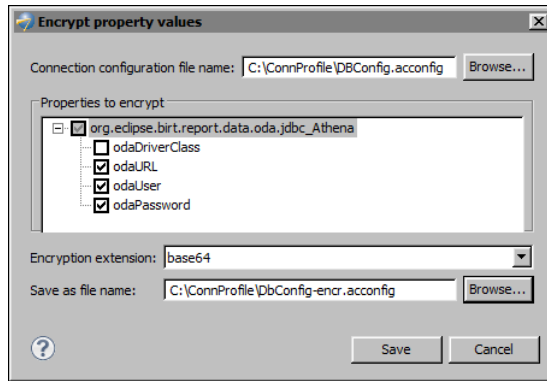 Encrypt property values
Connection configuration file name: C:\ConnProfile\DBConfig.acconfig Browse...
Properties to encrypt
org.eclipse.birt.report.data.oda.jdbc_Athena
odaDriverClass
odaURL
odaUser
odaPassword
Encryption extension: base64
Save as file name: C:\ConnProfile\DbConfig-encr.acconfig Browse...
? Save Cancel